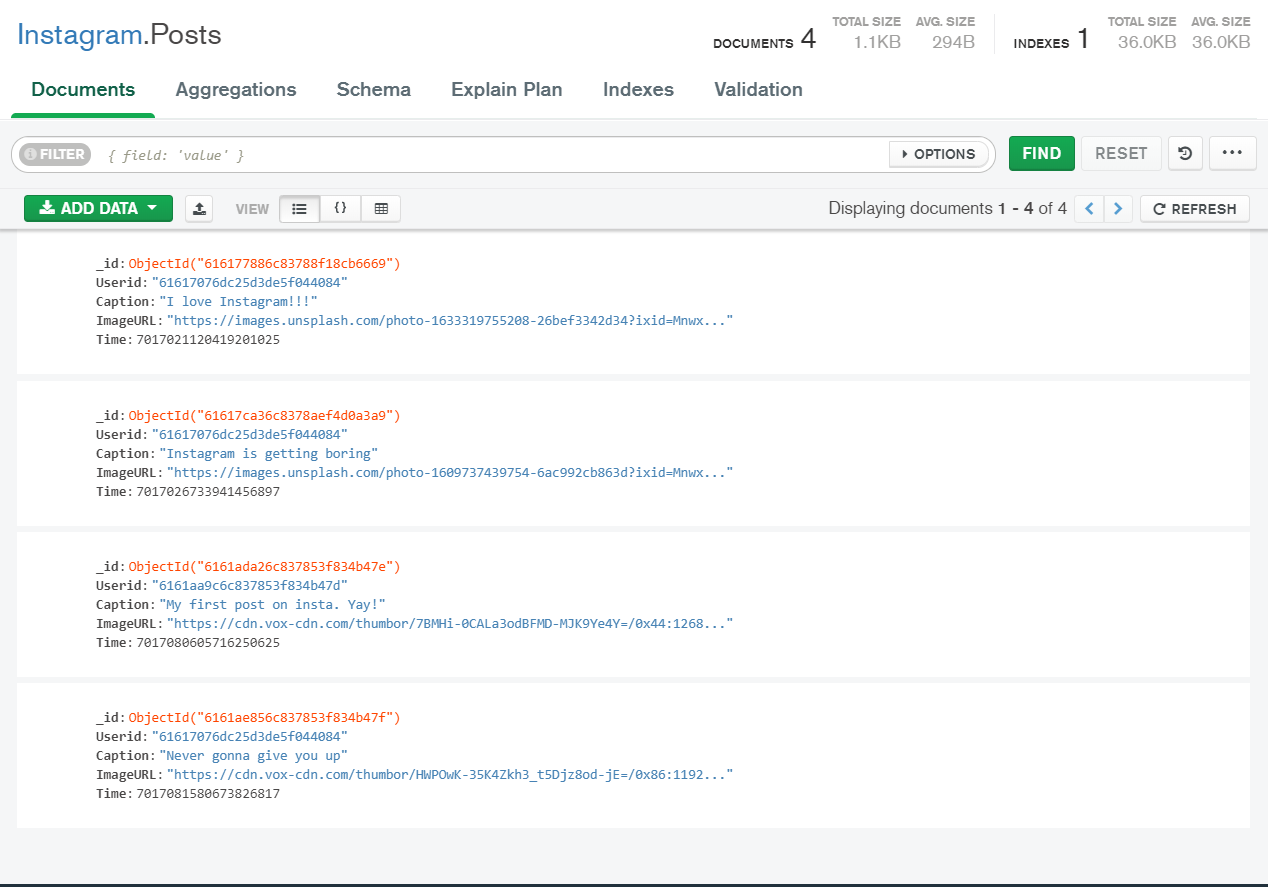 Instagram.Posts
DOCUMENTS 4 TOTAL SIZE 1.1KB AVG. SIZE 294B INDEXES 1 TOTAL SIZE 36.0KB AVG. SIZE 36.0KB
Documents Aggregations Schema Explain Plan Indexes Validation
FILTER { field: 'value' } OPTIONS FIND RESET ...
ADD DATA VIEW {} Displaying documents 1 - 4 of 4 < > REFRESH
_id: ObjectId("616177886c83788f18cb6669")
Userid: "61617076dc25d3de5f044084"
Caption: "I love Instagram!!!"
ImageURL: "https://images.unsplash.com/photo-1633319755208-26bef3342d34?ixid=Mnwx..."
Time: 7017021120419201025
_id: ObjectId("61617ca36c8378aef4d0a3a9")
Userid: "61617076dc25d3de5f044084"
Caption: "Instagram is getting boring"
ImageURL: "https://images.unsplash.com/photo-1609737439754-6ac992cb863d?ixid=Mnwx..."
Time: 7017026733941456897
_id: ObjectId("6161ada26c837853f834b47e")
Userid: "6161aa9c6c837853f834b47d"
Caption: "My first post on insta. Yay!"
ImageURL: "https://cdn.vox-cdn.com/thumbor/7BMHi-0CALa3odBFMD-MJK9Ye4Y=/0x44:1268..."
Time: 7017080605716250625
_id: ObjectId("6161ae856c837853f834b47f")
Userid: "61617076dc25d3de5f044084"
Caption: "Never gonna give you up"
ImageURL: "https://cdn.vox-cdn.com/thumbor/HWPOwK-35K4Zkh3_t5Djz8od-jE=/0x86:1192..."
Time: 7017081580673826817